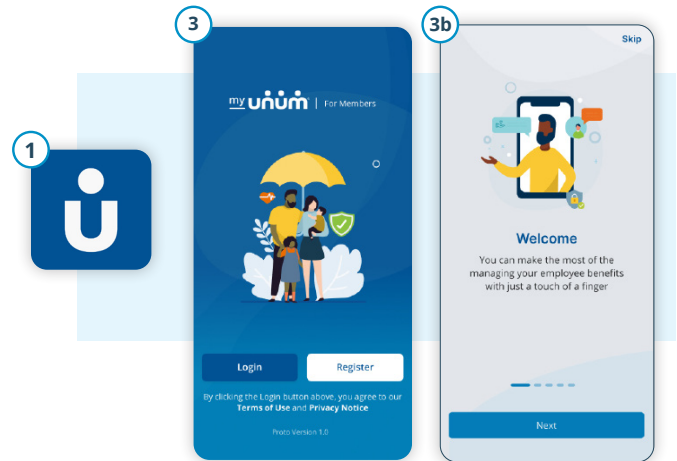 1
3
my unum | For Members
Login
Register
By clicking the Login button above, you agree to our
Terms of Use and Privacy Notice
Proto Version 1.0
3b
Skip
Welcome
You can make the most of the
managing your employee benefits
with just a touch of a finger
Next